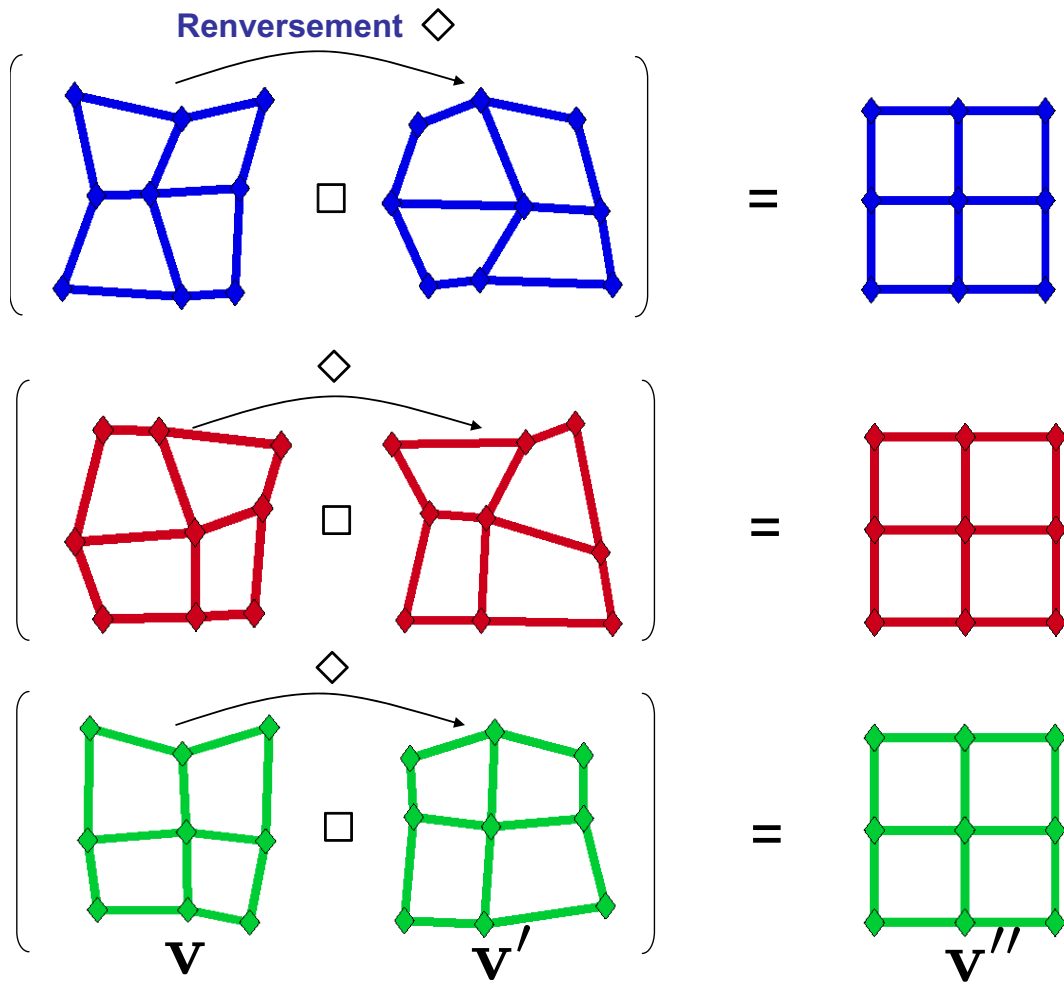 Renversement ◇
□ =
◇
□ =
◇
□ =
v v′ v′′